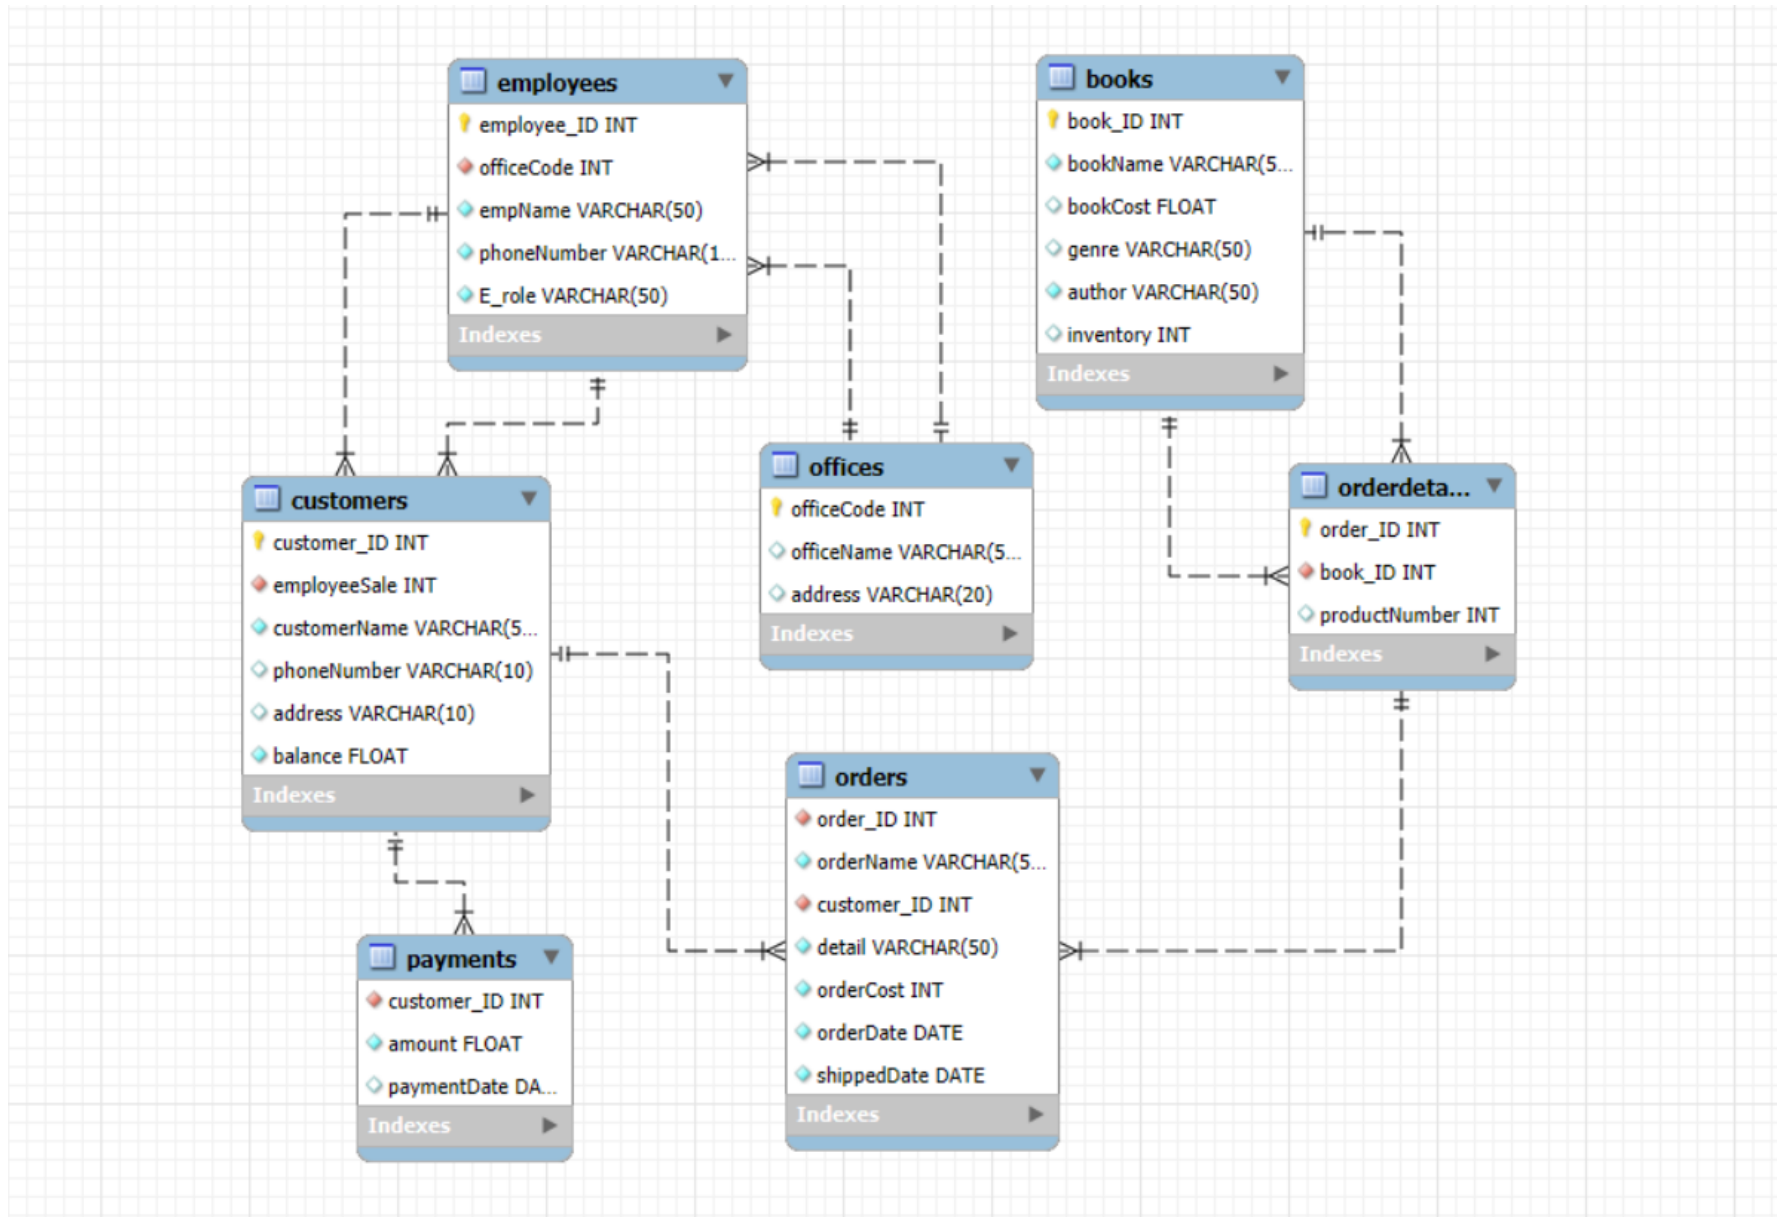 employees
employee_ID INT
officeCode INT
empName VARCHAR(50)
phoneNumber VARCHAR(1...
E_role VARCHAR(50)
Indexes
books
book_ID INT
bookName VARCHAR(5...
bookCost FLOAT
genre VARCHAR(50)
author VARCHAR(50)
inventory INT
Indexes
customers
customer_ID INT
employeeSale INT
customerName VARCHAR(5...
phoneNumber VARCHAR(10)
address VARCHAR(10)
balance FLOAT
Indexes
offices
officeCode INT
officeName VARCHAR(5...
address VARCHAR(20)
Indexes
orderdeta...
order_ID INT
book_ID INT
productNumber INT
Indexes
payments
customer_ID INT
amount FLOAT
paymentDate DA...
Indexes
orders
order_ID INT
orderName VARCHAR(5...
customer_ID INT
detail VARCHAR(50)
orderCost INT
orderDate DATE
shippedDate DATE
Indexes